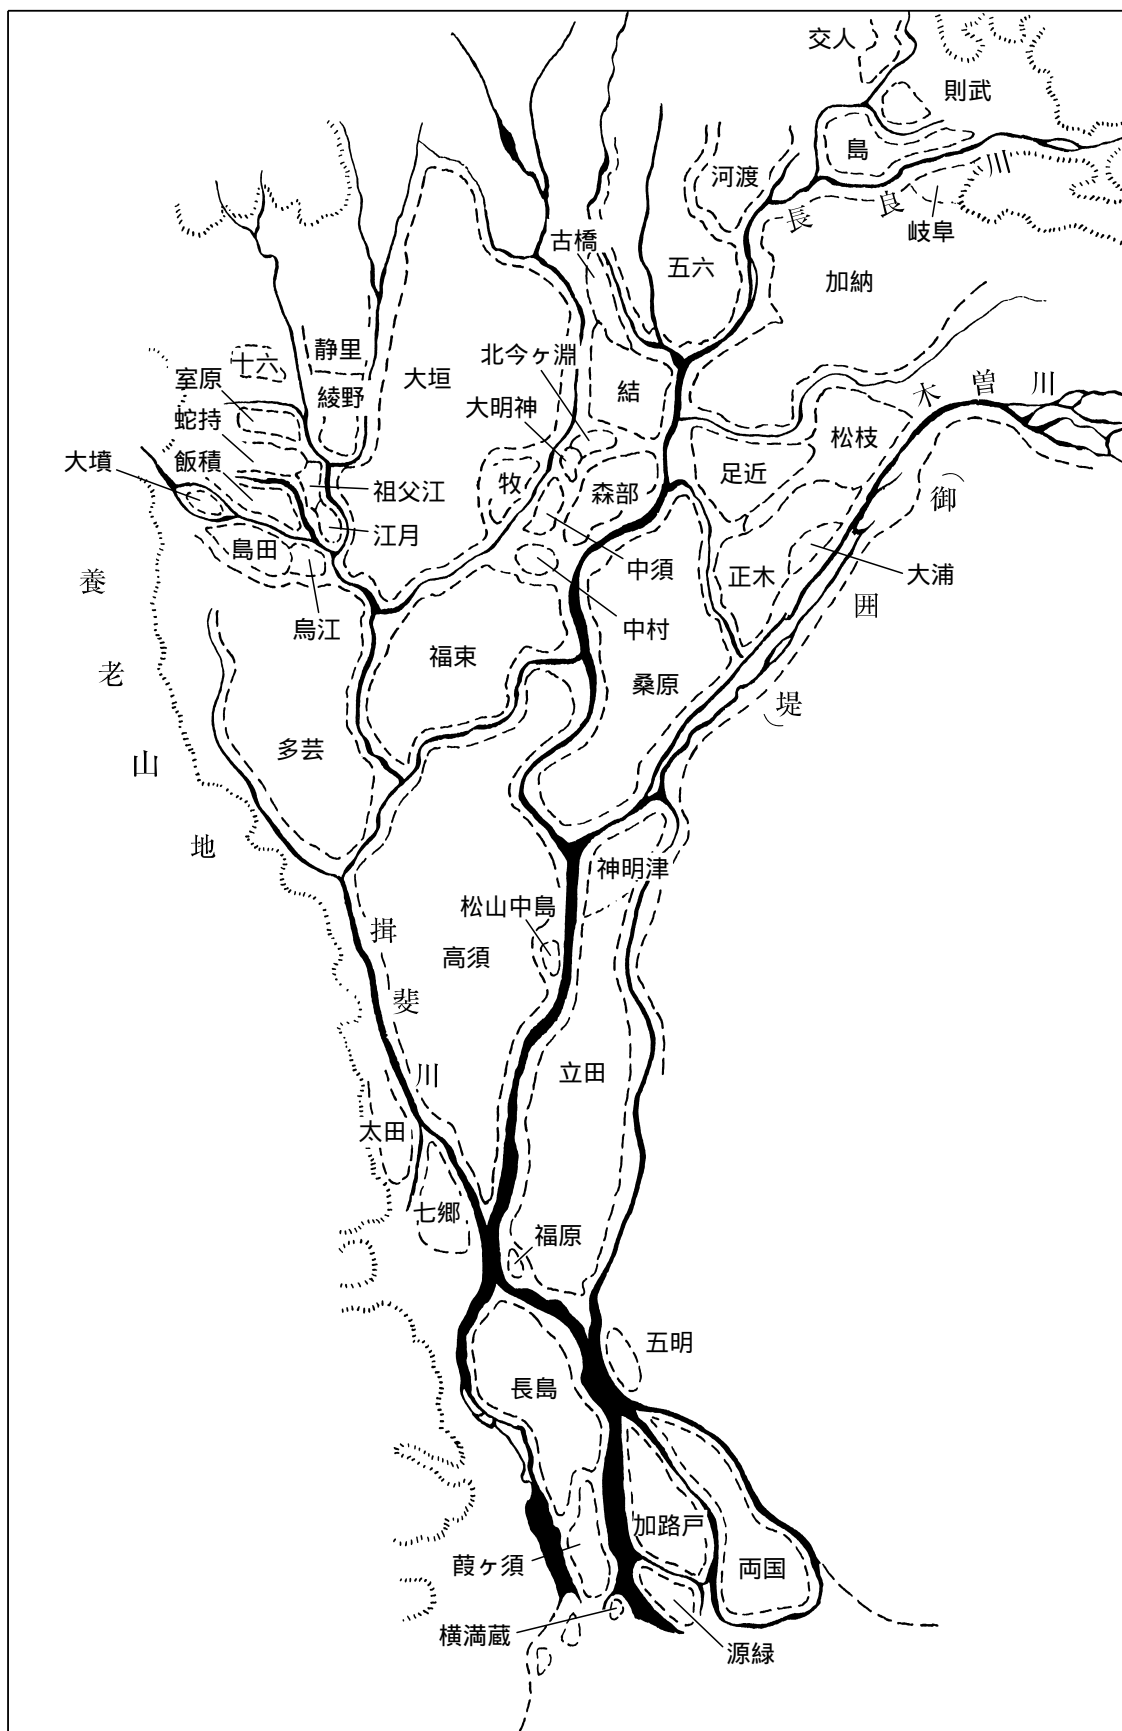 交人
則武
島
河渡
長良川
岐阜
古橋
五六
加納
北今ヶ淵
静里
十六
大垣
室原
綾野
結
木曽川
大明神
蛇持
松枝
大墳
飯積
祖父江
牧
森部
足近
(御囲堤)
江月
島田
中須
正木
大浦
養老山地
烏江
中村
福束
桑原
多芸
神明津
松山中島
揖斐川
高須
立田
太田
七郷
福原
五明
長島
加路戸
葭ヶ須
両国
横満蔵
源緑